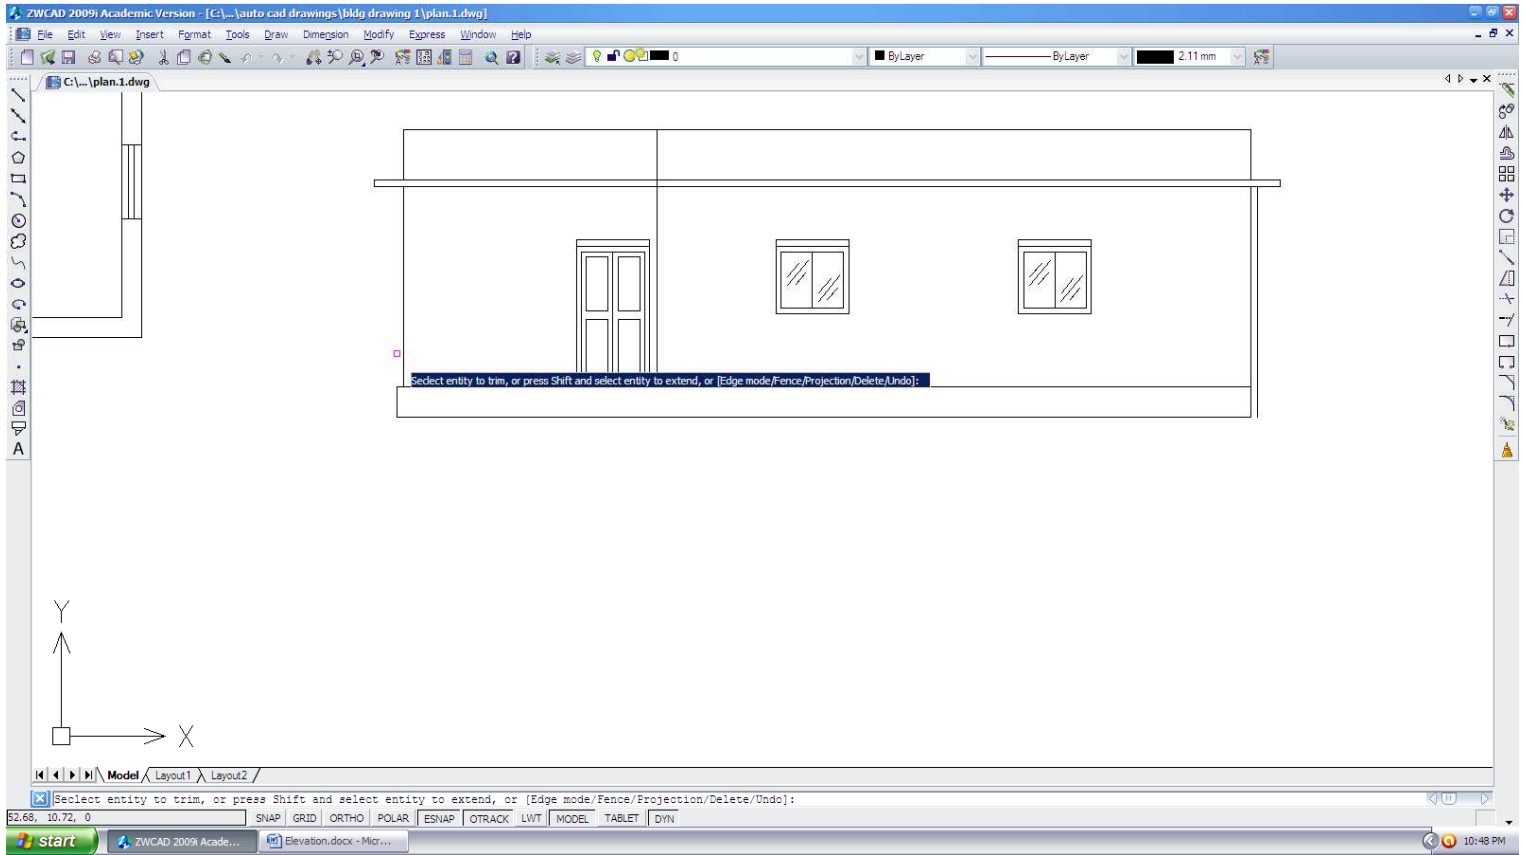 ZWCAD 2009i Academic Version - [C:\...\auto cad drawings\bldg drawing 1\plan.1.dwg]
File Edit View Insert Format Tools Draw Dimension Modify Express Window Help
0 ByLayer ByLayer 2.11 mm
C:\...\plan.1.dwg
A
Seclect entity to trim, or press Shift and select entity to extend, or [Edge mode/Fence/Projection/Delete/Undo]:
Y
X
Model Layout1 Layout2
Seclect entity to trim, or press Shift and select entity to extend, or [Edge mode/Fence/Projection/Delete/Undo]:
52.68, 10.72, 0 SNAP GRID ORTHO POLAR ESNAP OTRACK LWT MODEL TABLET DYN
start ZWCAD 2009i Acade... Elevation.docx - Micr... 10:48 PM